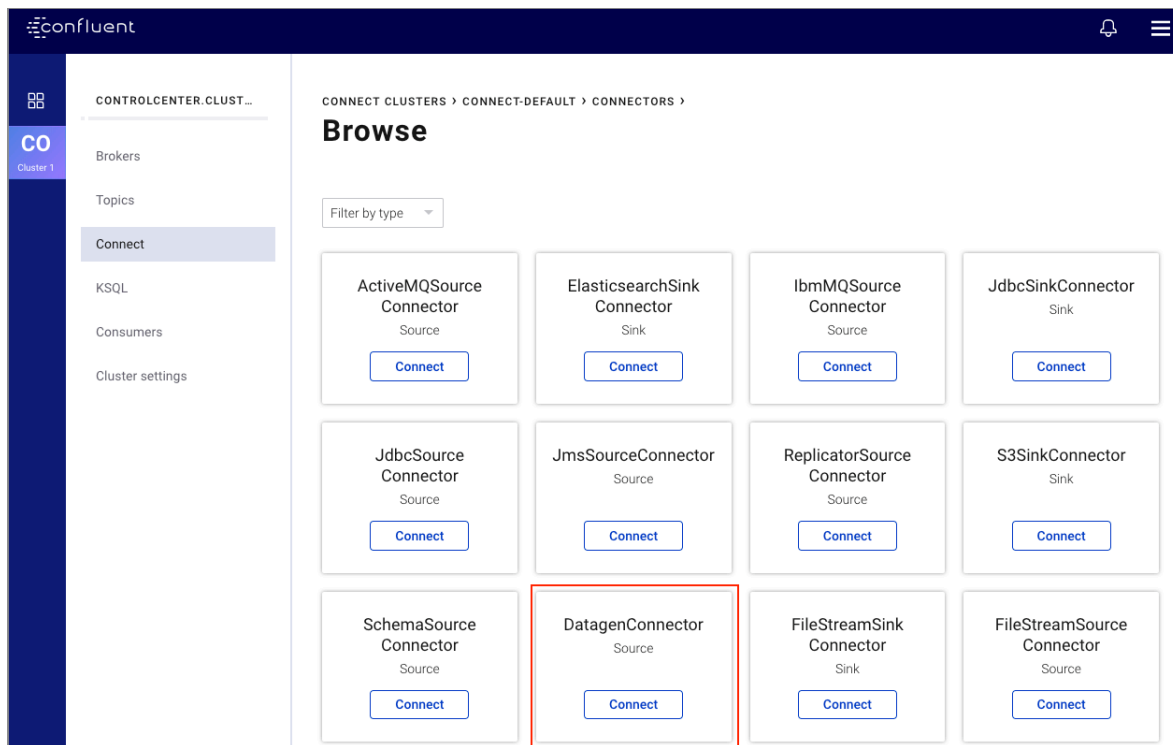 confluent
CO
Cluster 1
CONTROLCENTER.CLUST...
Brokers
Topics
Connect
KSQL
Consumers
Cluster settings
CONNECT CLUSTERS › CONNECT-DEFAULT › CONNECTORS ›
Browse
Filter by type
ActiveMQSource
Connector
Source
Connect
ElasticsearchSink
Connector
Sink
Connect
IbmMQSource
Connector
Source
Connect
JdbcSinkConnector
Sink
Connect
JdbcSource
Connector
Source
Connect
JmsSourceConnector
Source
Connect
ReplicatorSource
Connector
Source
Connect
S3SinkConnector
Sink
Connect
SchemaSource
Connector
Source
Connect
DatagenConnector
Source
Connect
FileStreamSink
Connector
Sink
Connect
FileStreamSource
Connector
Source
Connect